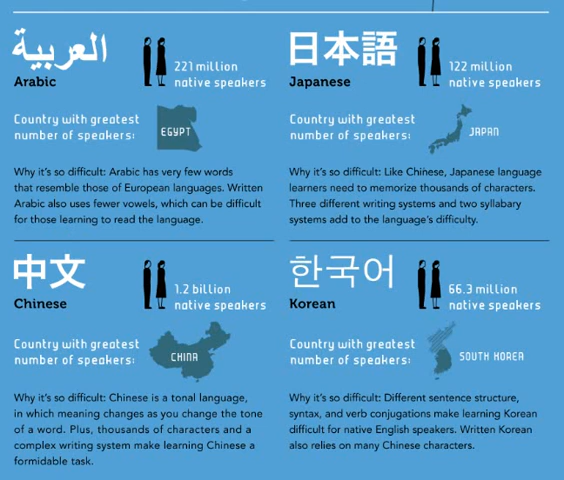 العربية
Arabic
221 million
native speakers
Country with greatest
number of speakers:
EGYPT
Why it's so difficult: Arabic has very few words
that resemble those of European languages. Written
Arabic also uses fewer vowels, which can be difficult
for those learning to read the language.
日本語
Japanese
122 million
native speakers
Country with greatest
number of speakers:
JAPAN
Why it's so difficult: Like Chinese, Japanese language
learners need to memorize thousands of characters.
Three different writing systems and two syllabary
systems add to the language's difficulty.
中文
Chinese
1.2 billion
native speakers
Country with greatest
number of speakers:
CHINA
Why it's so difficult: Chinese is a tonal language,
in which meaning changes as you change the tone
of a word. Plus, thousands of characters and a
complex writing system make learning Chinese a
formidable task.
한국어
Korean
66.3 million
native speakers
Country with greatest
number of speakers:
SOUTH KOREA
Why it's so difficult: Different sentence structure,
syntax, and verb conjugations make learning Korean
difficult for native English speakers. Written Korean
also relies on many Chinese characters.